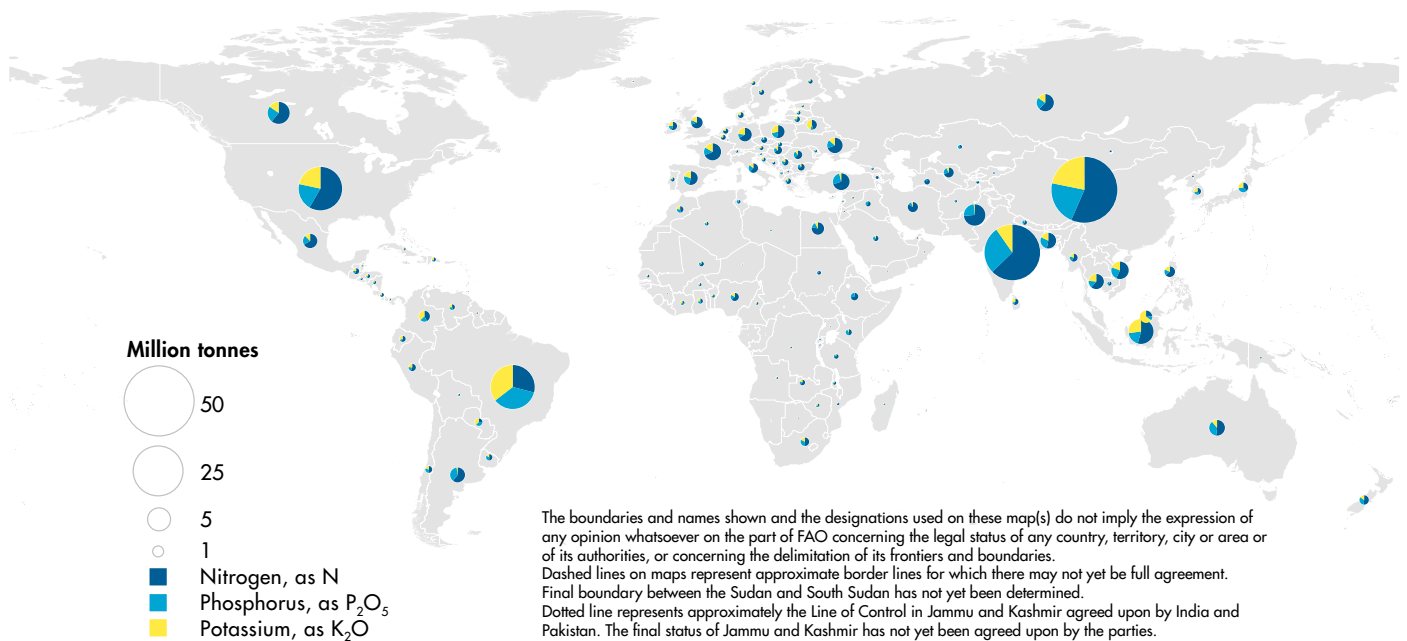 Million tonnes
50
25
5
1
Nitrogen, as N
Phosphorus, as P₂O₅
Potassium, as K₂O
The boundaries and names shown and the designations used on these map(s) do not imply the expression of
any opinion whatsoever on the part of FAO concerning the legal status of any country, territory, city or area or
of its authorities, or concerning the delimitation of its frontiers and boundaries.
Dashed lines on maps represent approximate border lines for which there may not yet be full agreement.
Final boundary between the Sudan and South Sudan has not yet been determined.
Dotted line represents approximately the Line of Control in Jammu and Kashmir agreed upon by India and
Pakistan. The final status of Jammu and Kashmir has not yet been agreed upon by the parties.